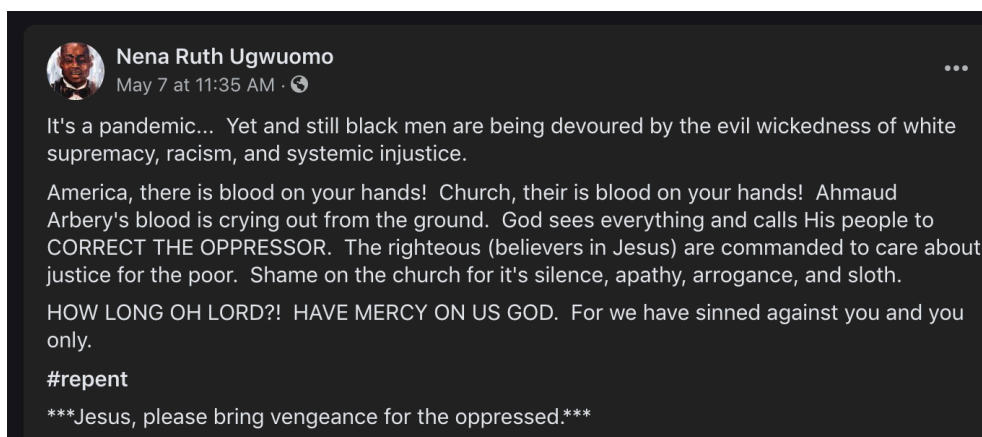 Nena Ruth Ugwuomo
May 7 at 11:35 AM ·
It's a pandemic... Yet and still black men are being devoured by the evil wickedness of white
supremacy, racism, and systemic injustice.
America, there is blood on your hands! Church, their is blood on your hands! Ahmaud
Arbery's blood is crying out from the ground. God sees everything and calls His people to
CORRECT THE OPPRESSOR. The righteous (believers in Jesus) are commanded to care about
justice for the poor. Shame on the church for it's silence, apathy, arrogance, and sloth.
HOW LONG OH LORD?! HAVE MERCY ON US GOD. For we have sinned against you and you
only.
#repent
***Jesus, please bring vengeance for the oppressed.***